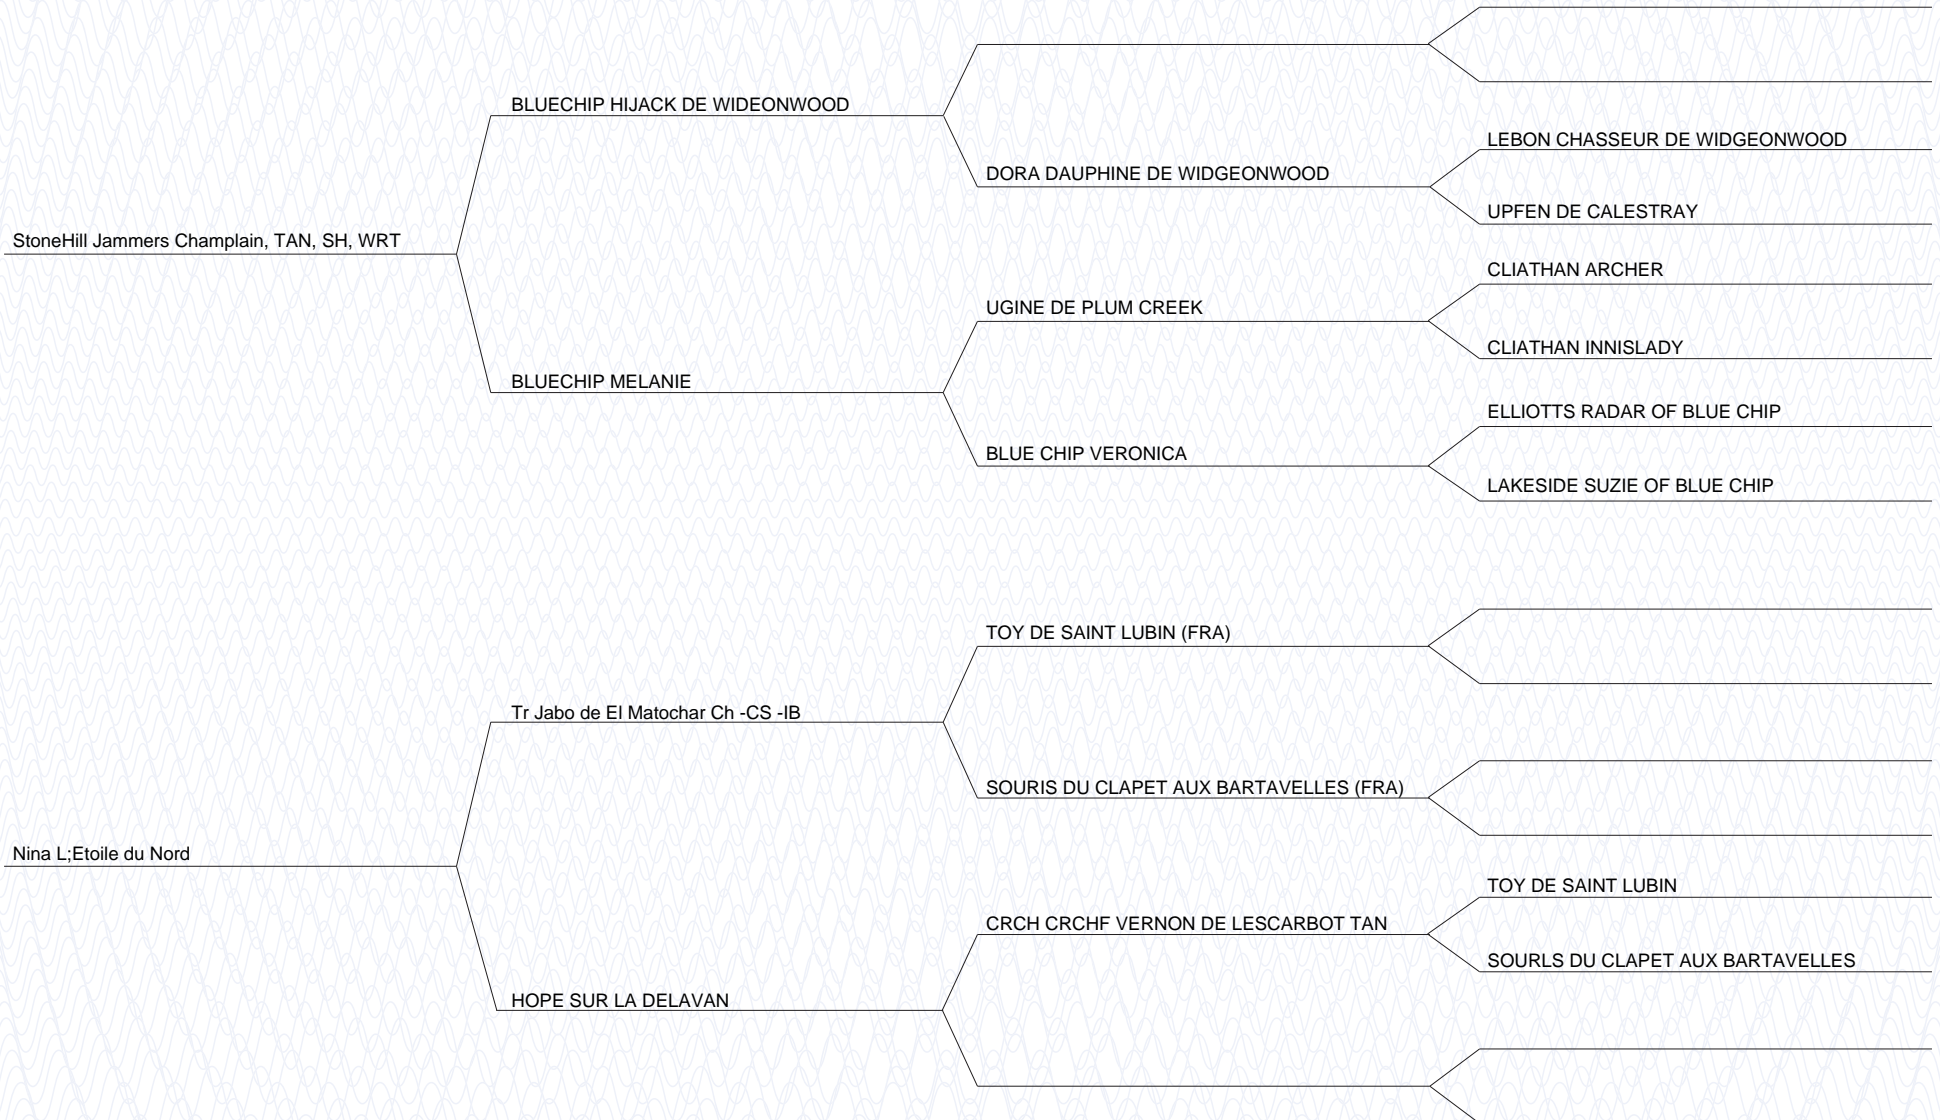 BLUECHIP HIJACK DE WIDEONWOOD
LEBON CHASSEUR DE WIDGEONWOOD
DORA DAUPHINE DE WIDGEONWOOD
UPFEN DE CALESTRAY
StoneHill Jammers Champlain, TAN, SH, WRT
CLIATHAN ARCHER
UGINE DE PLUM CREEK
CLIATHAN INNISLADY
BLUECHIP MELANIE
ELLIOTTS RADAR OF BLUE CHIP
BLUE CHIP VERONICA
LAKESIDE SUZIE OF BLUE CHIP
TOY DE SAINT LUBIN (FRA)
Tr Jabo de El Matochar Ch -CS -IB
SOURIS DU CLAPET AUX BARTAVELLES (FRA)
Nina L;Etoile du Nord
TOY DE SAINT LUBIN
CRCH CRCHF VERNON DE LESCARBOT TAN
SOURLS DU CLAPET AUX BARTAVELLES
HOPE SUR LA DELAVAN